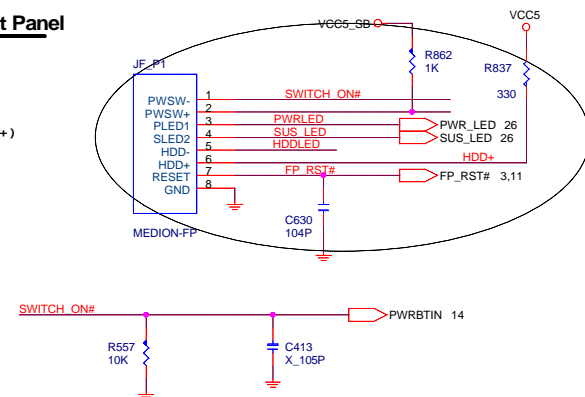 t Panel
VCC5_SB
VCC5
R862
1K
R837
330
JF_P1
PWSW- 1 SWITCH_ON#
PWSW+ 2
PLED1 3 PWRLED PWR_LED 26
SLED2 4 SUS_LED SUS_LED 26
HDD- 5 HDDLED
HDD+ 6 HDD+
RESET 7 FP_RST# FP_RST# 3,11
GND 8
+)
MEDION-FP
C630
104P
SWITCH_ON#
PWRBTIN 14
R557
10K
C413
X_105P